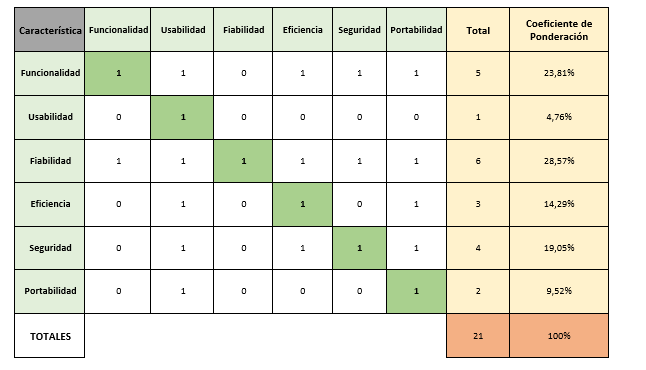 Característica Funcionalidad Usabilidad Fiabilidad Eficiencia Seguridad Portabilidad Total Coeficiente de Ponderación
Funcionalidad 1 1 0 1 1 1 5 23,81%
Usabilidad 0 1 0 0 0 0 1 4,76%
Fiabilidad 1 1 1 1 1 1 6 28,57%
Eficiencia 0 1 0 1 0 1 3 14,29%
Seguridad 0 1 0 1 1 1 4 19,05%
Portabilidad 0 1 0 0 0 1 2 9,52%
TOTALES 21 100%